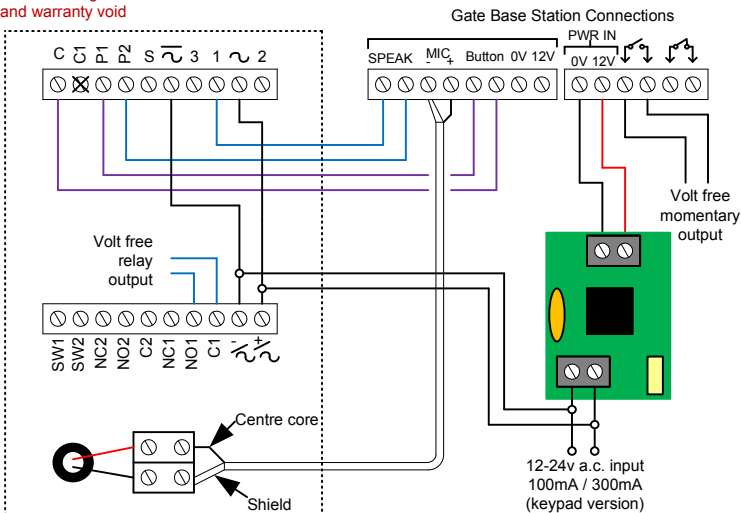 and warranty void
Gate Base Station Connections
PWR IN
C C1 P1 P2 S 3 1 2
SPEAK MIC Button 0V 12V 0V 12V
- +
Volt free
momentary
output
Volt free
relay
output
- +
SW1 SW2 NC2 NO2 C2 NC1 NO1 C1
Centre core
Shield
12-24v a.c. input
100mA / 300mA
(keypad version)